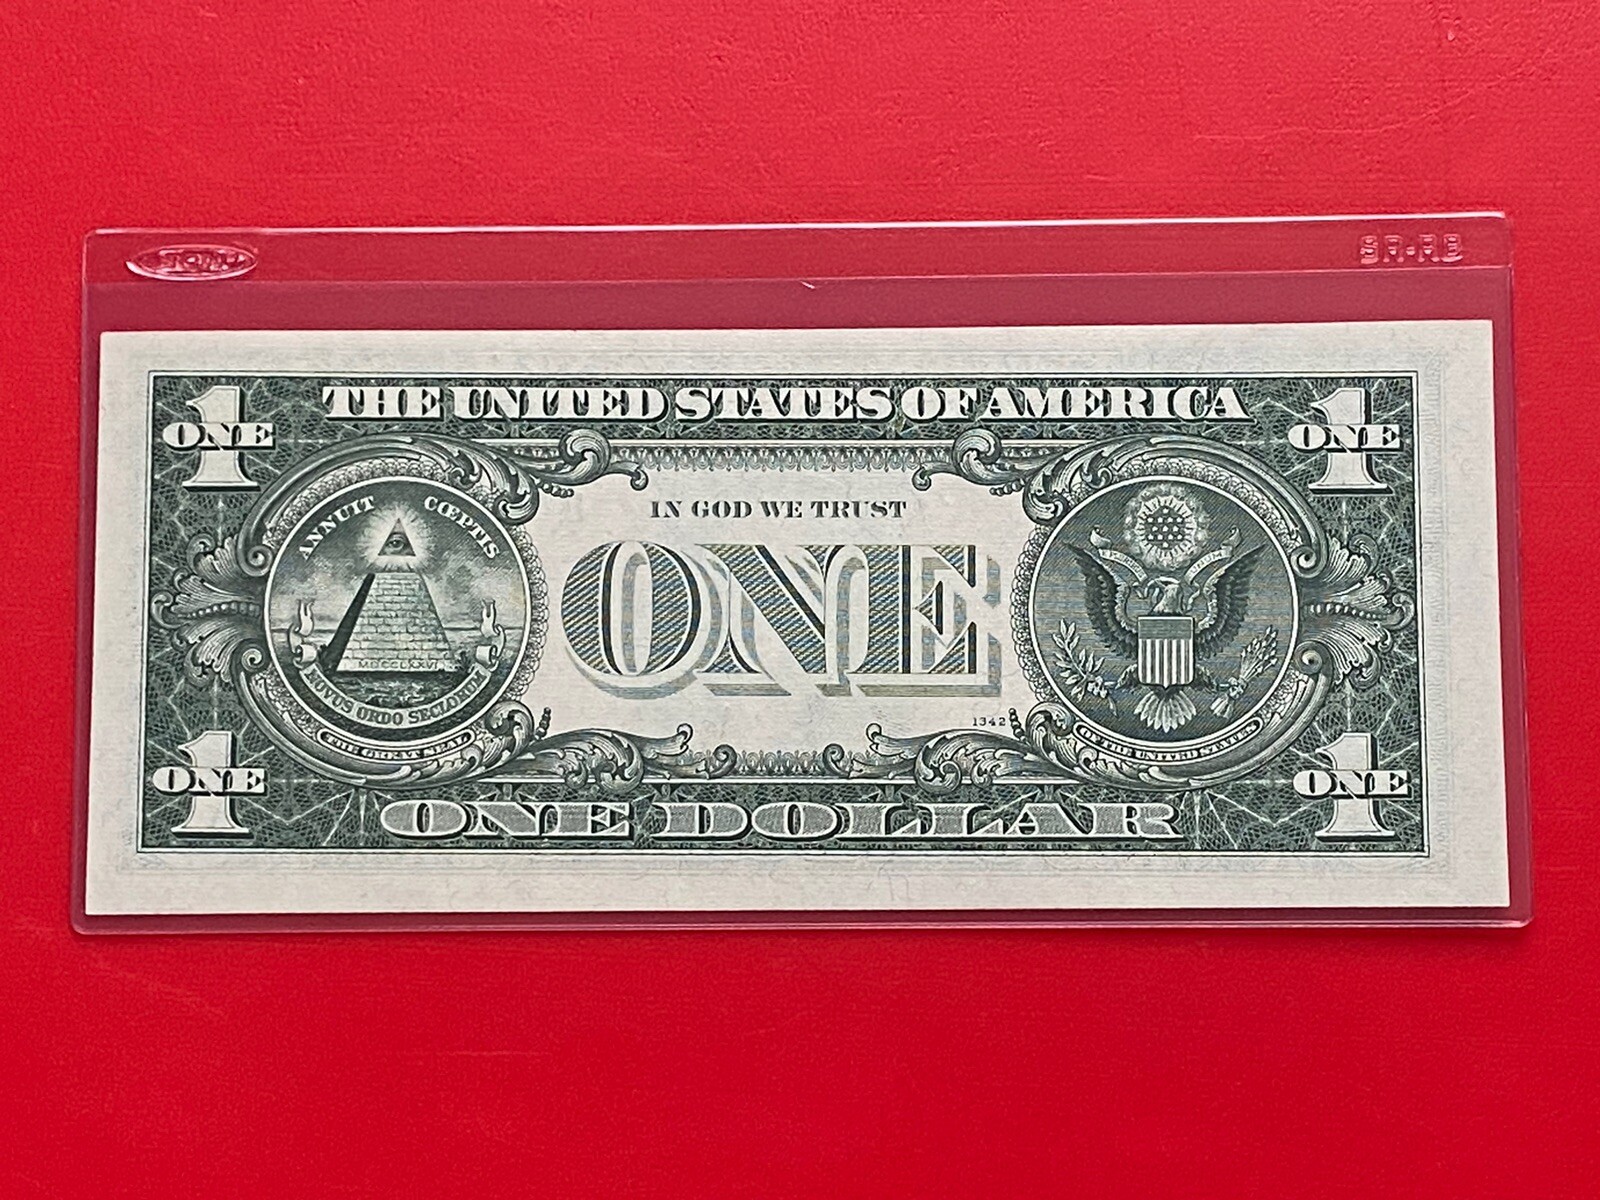 SR-RB
THE UNITED STATES OF AMERICA
1
ONE
1
ONE
ANNUIT CŒPTIS
IN GOD WE TRUST
ONE
MDCCLXXVI
NOVUS ORDO SECLORUM
THE GREAT SEAL
1342
OF THE UNITED STATES
1
ONE
1
ONE
ONE DOLLAR